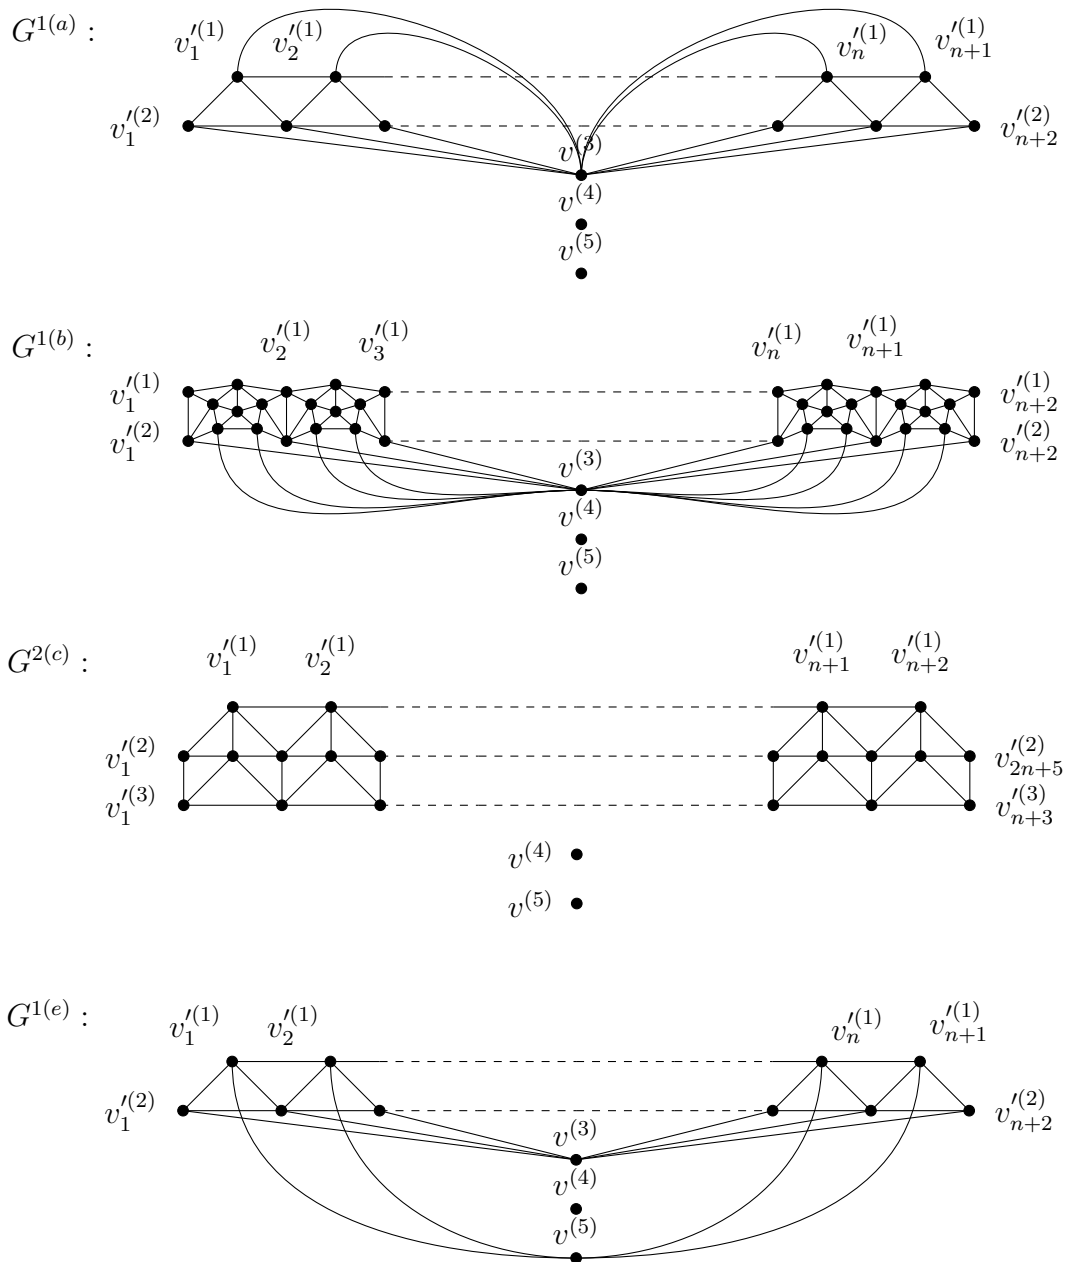 G^{1(a)} :
v_1'^{(1)} v_2'^{(1)} v_n'^{(1)} v_{n+1}'^{(1)}
v_1'^{(2)} v_{n+2}'^{(2)}
v^{(3)}
v^{(4)}
v^{(5)}
G^{1(b)} :
v_2'^{(1)} v_3'^{(1)} v_n'^{(1)} v_{n+1}'^{(1)}
v_1'^{(1)} v_{n+2}'^{(1)}
v_1'^{(2)} v_{n+2}'^{(2)}
v^{(3)}
v^{(4)}
v^{(5)}
G^{2(c)} :
v_1'^{(1)} v_2'^{(1)} v_{n+1}'^{(1)} v_{n+2}'^{(1)}
v_1'^{(2)} v_{2n+5}'^{(2)}
v_1'^{(3)} v_{n+3}'^{(3)}
v^{(4)}
v^{(5)}
G^{1(e)} :
v_1'^{(1)} v_2'^{(1)} v_n'^{(1)} v_{n+1}'^{(1)}
v_1'^{(2)} v_{n+2}'^{(2)}
v^{(3)}
v^{(4)}
v^{(5)}